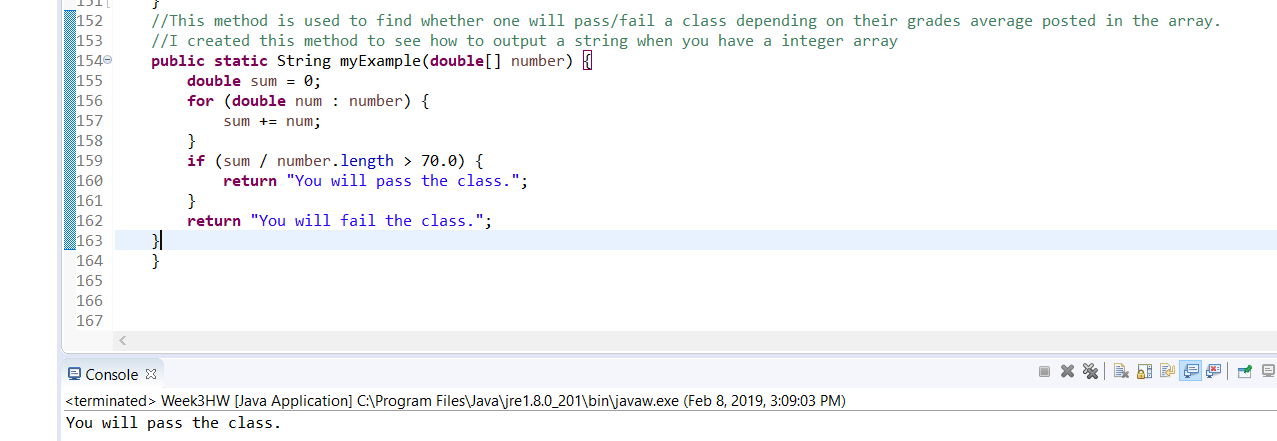 151 }
152 //This method is used to find whether one will pass/fail a class depending on their grades average posted in the array.
153 //I created this method to see how to output a string when you have a integer array
154 public static String myExample(double[] number) {
155 double sum = 0;
156 for (double num : number) {
157 sum += num;
158 }
159 if (sum / number.length > 70.0) {
160 return "You will pass the class.";
161 }
162 return "You will fail the class.";
163 }
164 }
165
166
167
Console
<terminated> Week3HW [Java Application] C:\Program Files\Java\jre1.8.0_201\bin\javaw.exe (Feb 8, 2019, 3:09:03 PM)
You will pass the class.